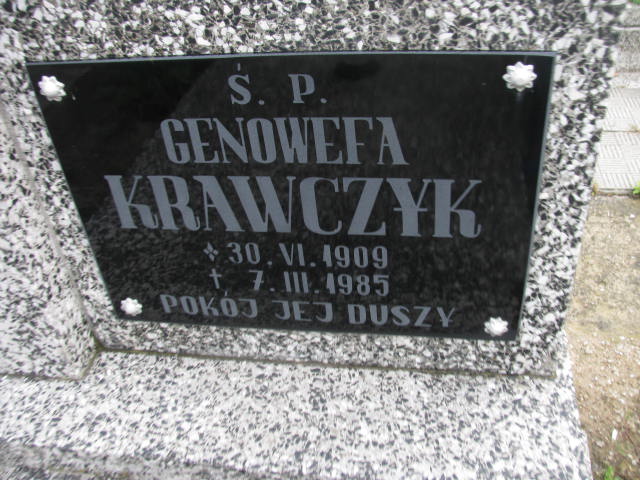 Ś. P.
GENOWEFA
KRAWCZYK
* 30. VI. 1909
† 7. III. 1985
POKÓJ JEJ DUSZY